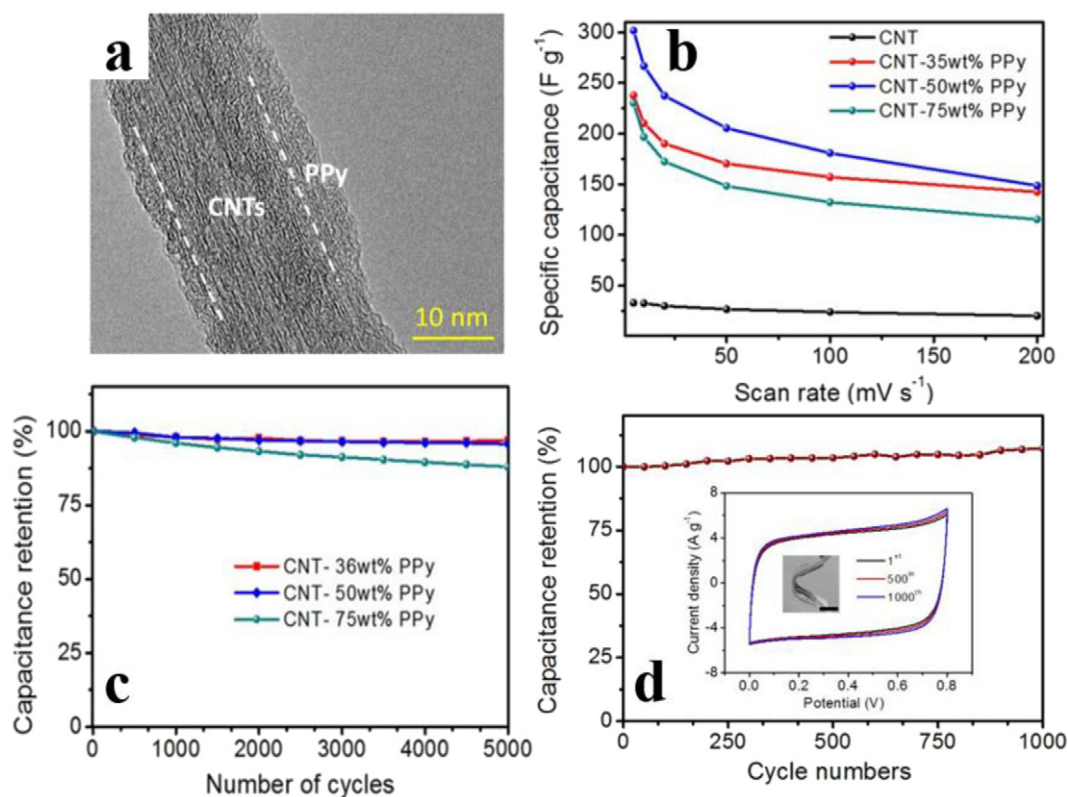 a
CNTs
PPy
10 nm
b
Specific capacitance (F g⁻¹)
300
250
200
150
100
50
50
100
150
200
Scan rate (mV s⁻¹)
CNT
CNT-35wt% PPy
CNT-50wt% PPy
CNT-75wt% PPy
c
Capacitance retention (%)
100
75
50
25
0
0
1000
2000
3000
4000
5000
Number of cycles
CNT- 36wt% PPy
CNT- 50wt% PPy
CNT- 75wt% PPy
d
Capacitance retention (%)
100
75
50
25
0
0
250
500
750
1000
Cycle numbers
Current density (A g⁻¹)
8
4
0
-4
-8
0.0
0.2
0.4
0.6
0.8
Potential (V)
1ˢᵗ
500ᵗʰ
1000ᵗʰ